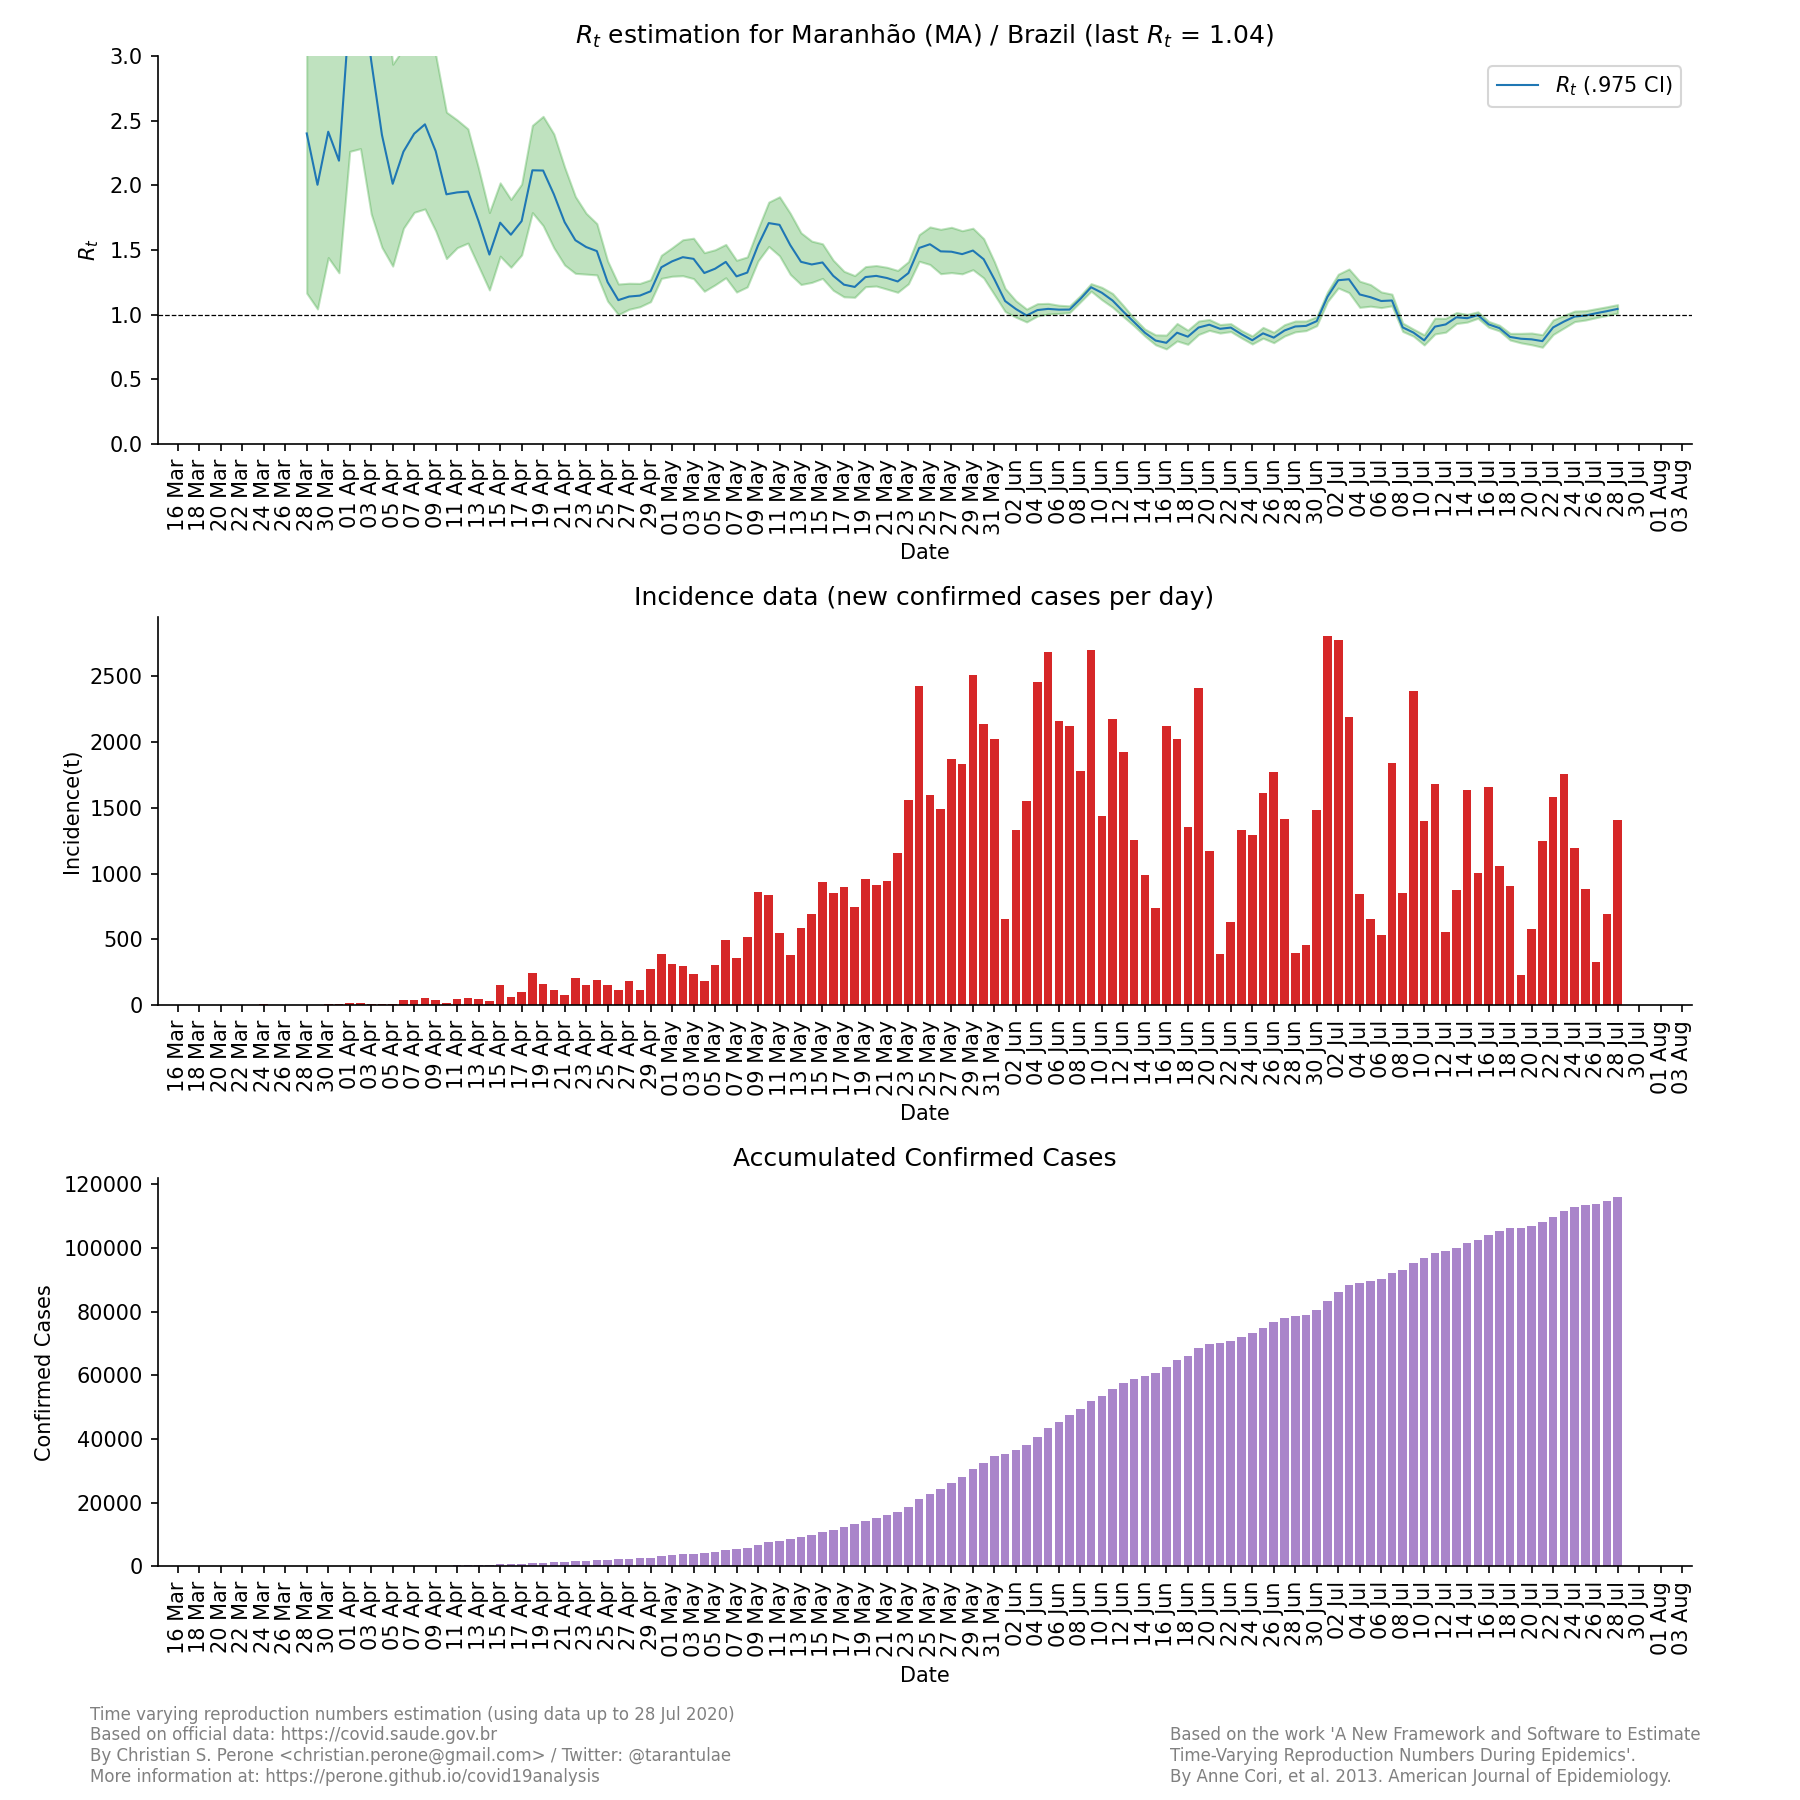 Rt estimation for Maranhão (MA) / Brazil (last Rt = 1.04)
3.0
2.5
2.0
1.5
1.0
0.5
0.0
Rt
Rt (.975 CI)
16 Mar 18 Mar 20 Mar 22 Mar 24 Mar 26 Mar 28 Mar 30 Mar 01 Apr 03 Apr 05 Apr 07 Apr 09 Apr 11 Apr 13 Apr 15 Apr 17 Apr 19 Apr 21 Apr 23 Apr 25 Apr 27 Apr 29 Apr 01 May 03 May 05 May 07 May 09 May 11 May 13 May 15 May 17 May 19 May 21 May 23 May 25 May 27 May 29 May 31 May 02 Jun 04 Jun 06 Jun 08 Jun 10 Jun 12 Jun 14 Jun 16 Jun 18 Jun 20 Jun 22 Jun 24 Jun 26 Jun 28 Jun 30 Jun 02 Jul 04 Jul 06 Jul 08 Jul 10 Jul 12 Jul 14 Jul 16 Jul 18 Jul 20 Jul 22 Jul 24 Jul 26 Jul 28 Jul 30 Jul 01 Aug 03 Aug
Date
Incidence data (new confirmed cases per day)
2500
2000
1500
1000
500
0
Incidence(t)
16 Mar 18 Mar 20 Mar 22 Mar 24 Mar 26 Mar 28 Mar 30 Mar 01 Apr 03 Apr 05 Apr 07 Apr 09 Apr 11 Apr 13 Apr 15 Apr 17 Apr 19 Apr 21 Apr 23 Apr 25 Apr 27 Apr 29 Apr 01 May 03 May 05 May 07 May 09 May 11 May 13 May 15 May 17 May 19 May 21 May 23 May 25 May 27 May 29 May 31 May 02 Jun 04 Jun 06 Jun 08 Jun 10 Jun 12 Jun 14 Jun 16 Jun 18 Jun 20 Jun 22 Jun 24 Jun 26 Jun 28 Jun 30 Jun 02 Jul 04 Jul 06 Jul 08 Jul 10 Jul 12 Jul 14 Jul 16 Jul 18 Jul 20 Jul 22 Jul 24 Jul 26 Jul 28 Jul 30 Jul 01 Aug 03 Aug
Date
Accumulated Confirmed Cases
120000
100000
80000
60000
40000
20000
0
Confirmed Cases
16 Mar 18 Mar 20 Mar 22 Mar 24 Mar 26 Mar 28 Mar 30 Mar 01 Apr 03 Apr 05 Apr 07 Apr 09 Apr 11 Apr 13 Apr 15 Apr 17 Apr 19 Apr 21 Apr 23 Apr 25 Apr 27 Apr 29 Apr 01 May 03 May 05 May 07 May 09 May 11 May 13 May 15 May 17 May 19 May 21 May 23 May 25 May 27 May 29 May 31 May 02 Jun 04 Jun 06 Jun 08 Jun 10 Jun 12 Jun 14 Jun 16 Jun 18 Jun 20 Jun 22 Jun 24 Jun 26 Jun 28 Jun 30 Jun 02 Jul 04 Jul 06 Jul 08 Jul 10 Jul 12 Jul 14 Jul 16 Jul 18 Jul 20 Jul 22 Jul 24 Jul 26 Jul 28 Jul 30 Jul 01 Aug 03 Aug
Date
Time varying reproduction numbers estimation (using data up to 28 Jul 2020)
Based on official data: https://covid.saude.gov.br
By Christian S. Perone <christian.perone@gmail.com> / Twitter: @tarantulae
More information at: https://perone.github.io/covid19analysis
Based on the work 'A New Framework and Software to Estimate
Time-Varying Reproduction Numbers During Epidemics'.
By Anne Cori, et al. 2013. American Journal of Epidemiology.